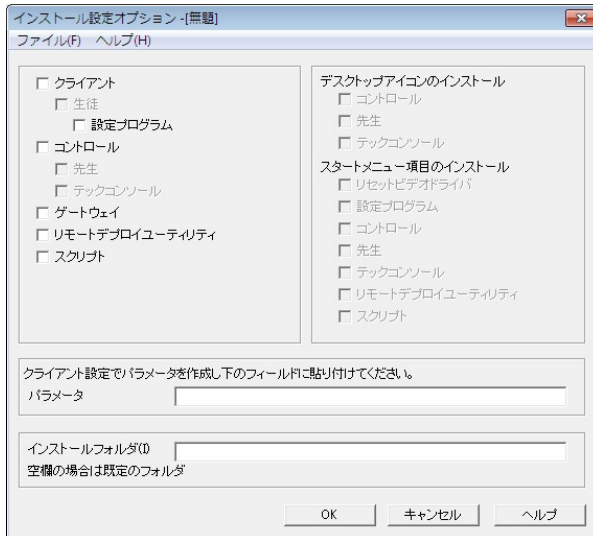 インストール設定オプション -[無題]
ファイル(F) ヘルプ(H)
クライアント
生徒
設定プログラム
コントロール
先生
テックコンソール
ゲートウェイ
リモートデプロイユーティリティ
スクリプト
デスクトップアイコンのインストール
コントロール
先生
テックコンソール
スタートメニュー項目のインストール
リセットビデオドライバ
設定プログラム
コントロール
先生
テックコンソール
リモートデプロイユーティリティ
スクリプト
クライアント設定でパラメータを作成し下のフィールドに貼り付けてください。
パラメータ
インストールフォルダ(I)
空欄の場合は既定のフォルダ
OK キャンセル ヘルプ